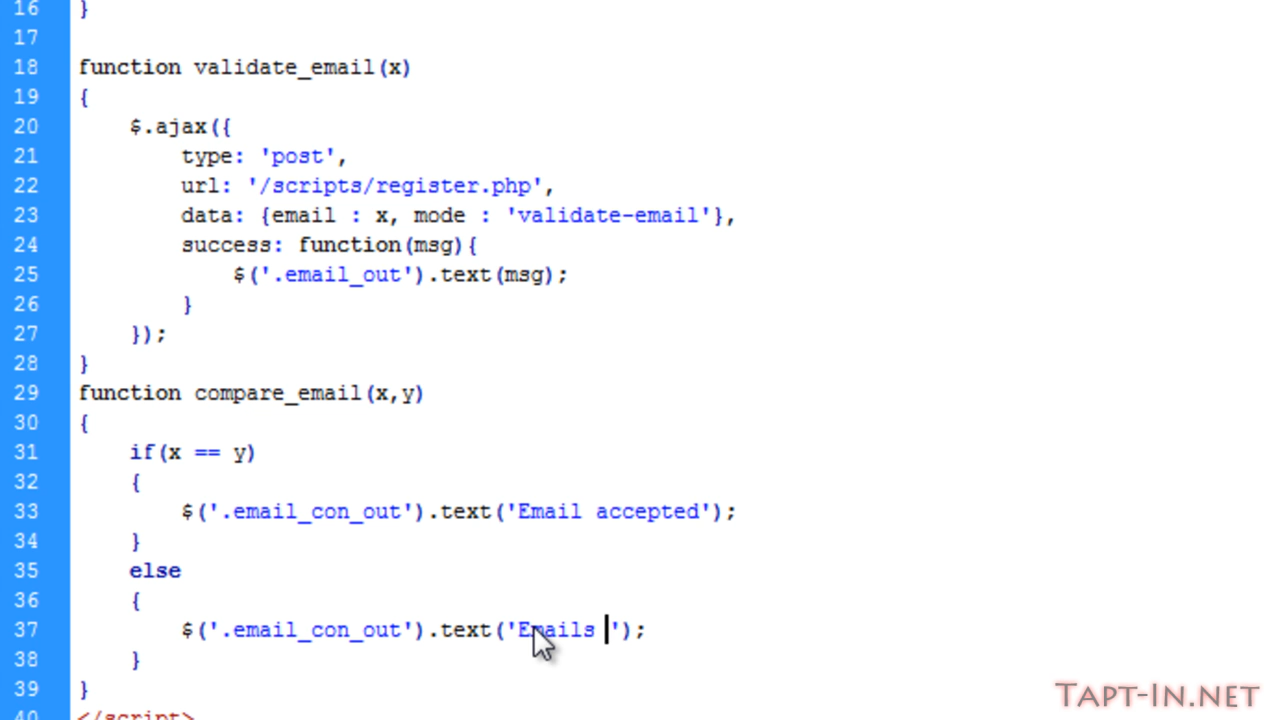 16 }
17
18 function validate_email(x)
19 {
20 $.ajax({
21 type: 'post',
22 url: '/scripts/register.php',
23 data: {email : x, mode : 'validate-email'},
24 success: function(msg){
25 $('.email_out').text(msg);
26 }
27 });
28 }
29 function compare_email(x,y)
30 {
31 if(x == y)
32 {
33 $('.email_con_out').text('Email accepted');
34 }
35 else
36 {
37 $('.email_con_out').text('Emails ');
38 }
39 }
40 </script>
TAPT-IN.NET